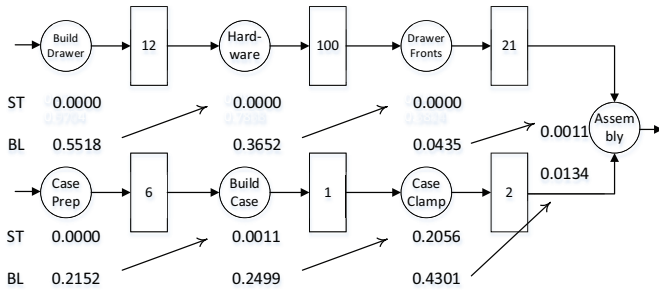 Build Drawer
12
Hard-ware
100
Drawer Fronts
21
ST 0.0000 0.0000 0.0000
BL 0.5518 0.3652 0.0435
0.0011
Assem bly
0.0134
Case Prep
6
Build Case
1
Case Clamp
2
ST 0.0000 0.0011 0.2056
BL 0.2152 0.2499 0.4301